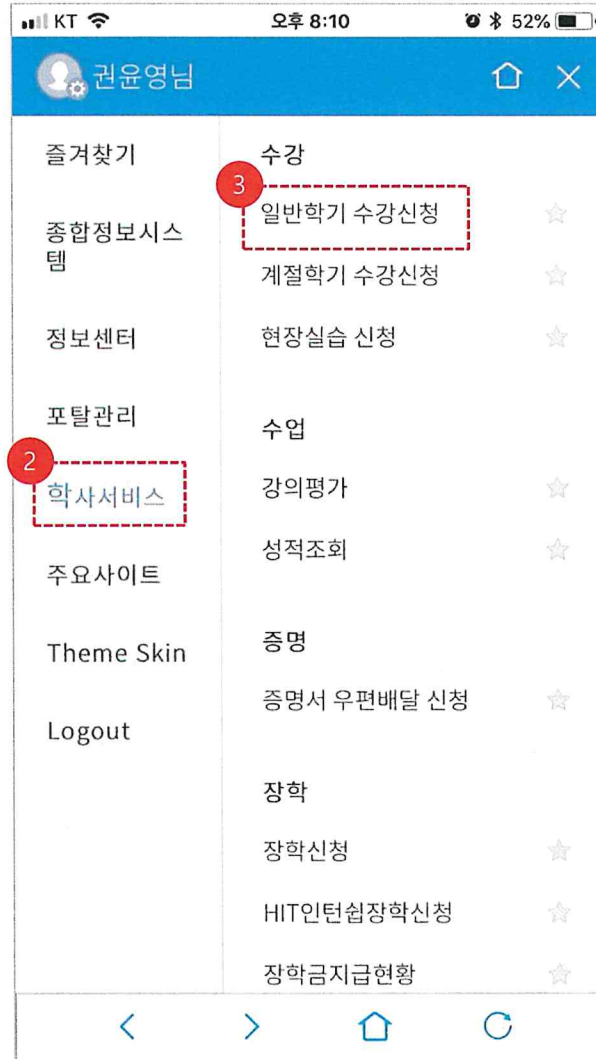 KT 오후 8:10 52%
권윤영님
즐겨찾기
종합정보시스
템
정보센터
포탈관리
2
학사서비스
주요사이트
Theme Skin
Logout
수강
3
일반학기 수강신청
계절학기 수강신청
현장실습 신청
수업
강의평가
성적조회
증명
증명서 우편배달 신청
장학
장학신청
HIT인턴쉽장학신청
장학금지급현황